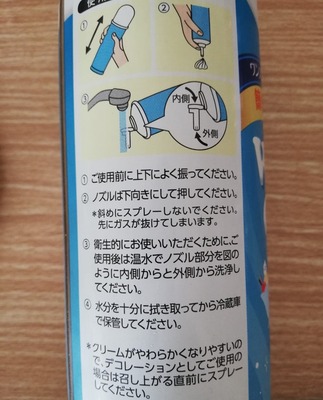 ①
②
③
内側
外側
① ご使用前に上下によく振ってください。
② ノズルは下向きにして押してください。
＊斜めにスプレーしないでください。
先にガスが抜けてしまいます。
③ 衛生的にお使いいただくために、ご
使用後は温水でノズル部分を図の
ように内側からと外側から洗浄し
てください。
④ 水分を十分に拭き取ってから冷蔵庫
で保管してください。
＊クリームがやわらかくなりやすいの
で、デコレーションとしてご使用の
場合は召し上がる直前にスプレー
してください。